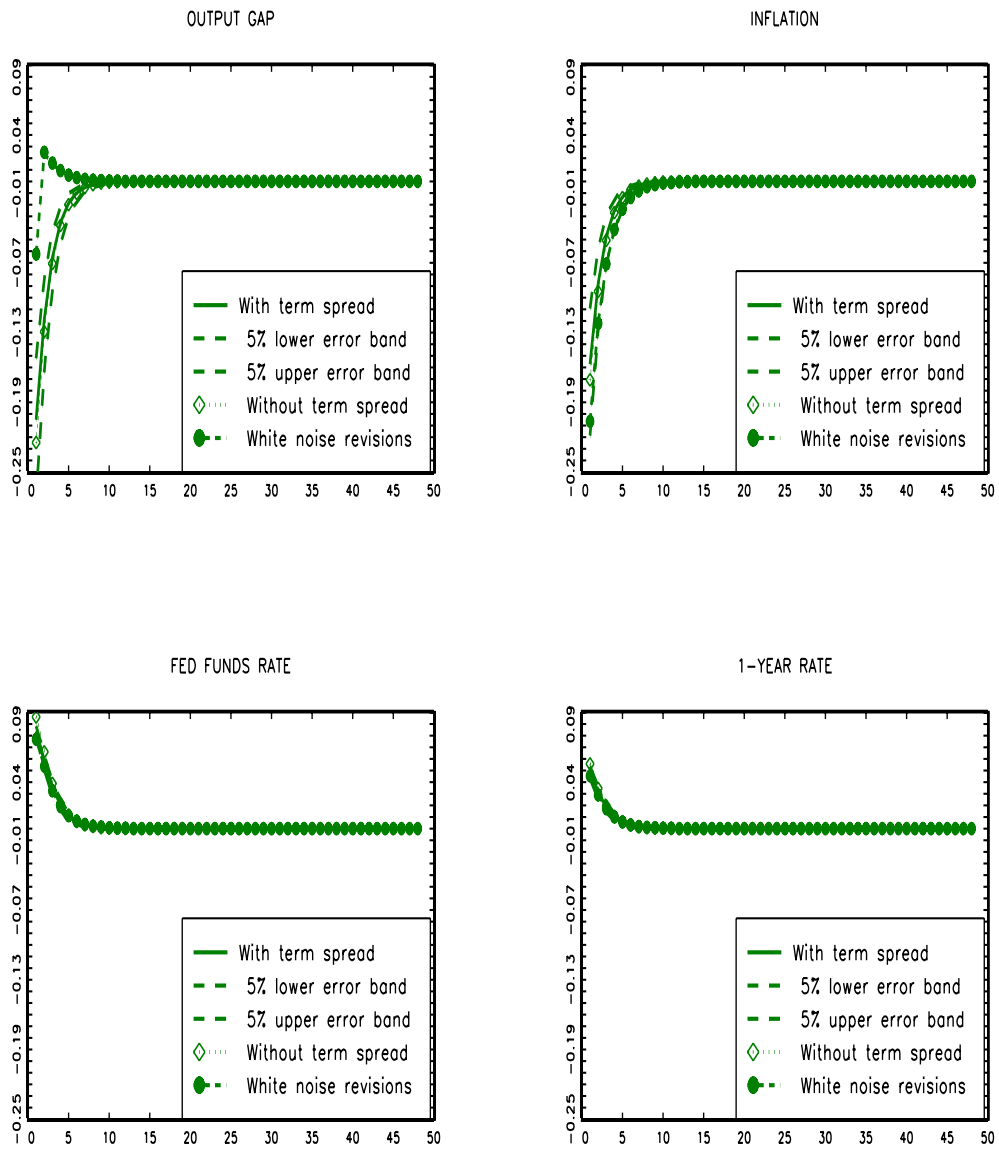 OUTPUT GAP
0.09
0.04
−0.01
−0.07
−0.13
−0.19
−0.25
With term spread
5% lower error band
5% upper error band
Without term spread
White noise revisions
0 5 10 15 20 25 30 35 40 45 50
INFLATION
0.09
0.04
−0.01
−0.07
−0.13
−0.19
−0.25
With term spread
5% lower error band
5% upper error band
Without term spread
White noise revisions
0 5 10 15 20 25 30 35 40 45 50
FED FUNDS RATE
0.09
0.04
−0.01
−0.07
−0.13
−0.19
−0.25
With term spread
5% lower error band
5% upper error band
Without term spread
White noise revisions
0 5 10 15 20 25 30 35 40 45 50
1−YEAR RATE
0.09
0.04
−0.01
−0.07
−0.13
−0.19
−0.25
With term spread
5% lower error band
5% upper error band
Without term spread
White noise revisions
0 5 10 15 20 25 30 35 40 45 50